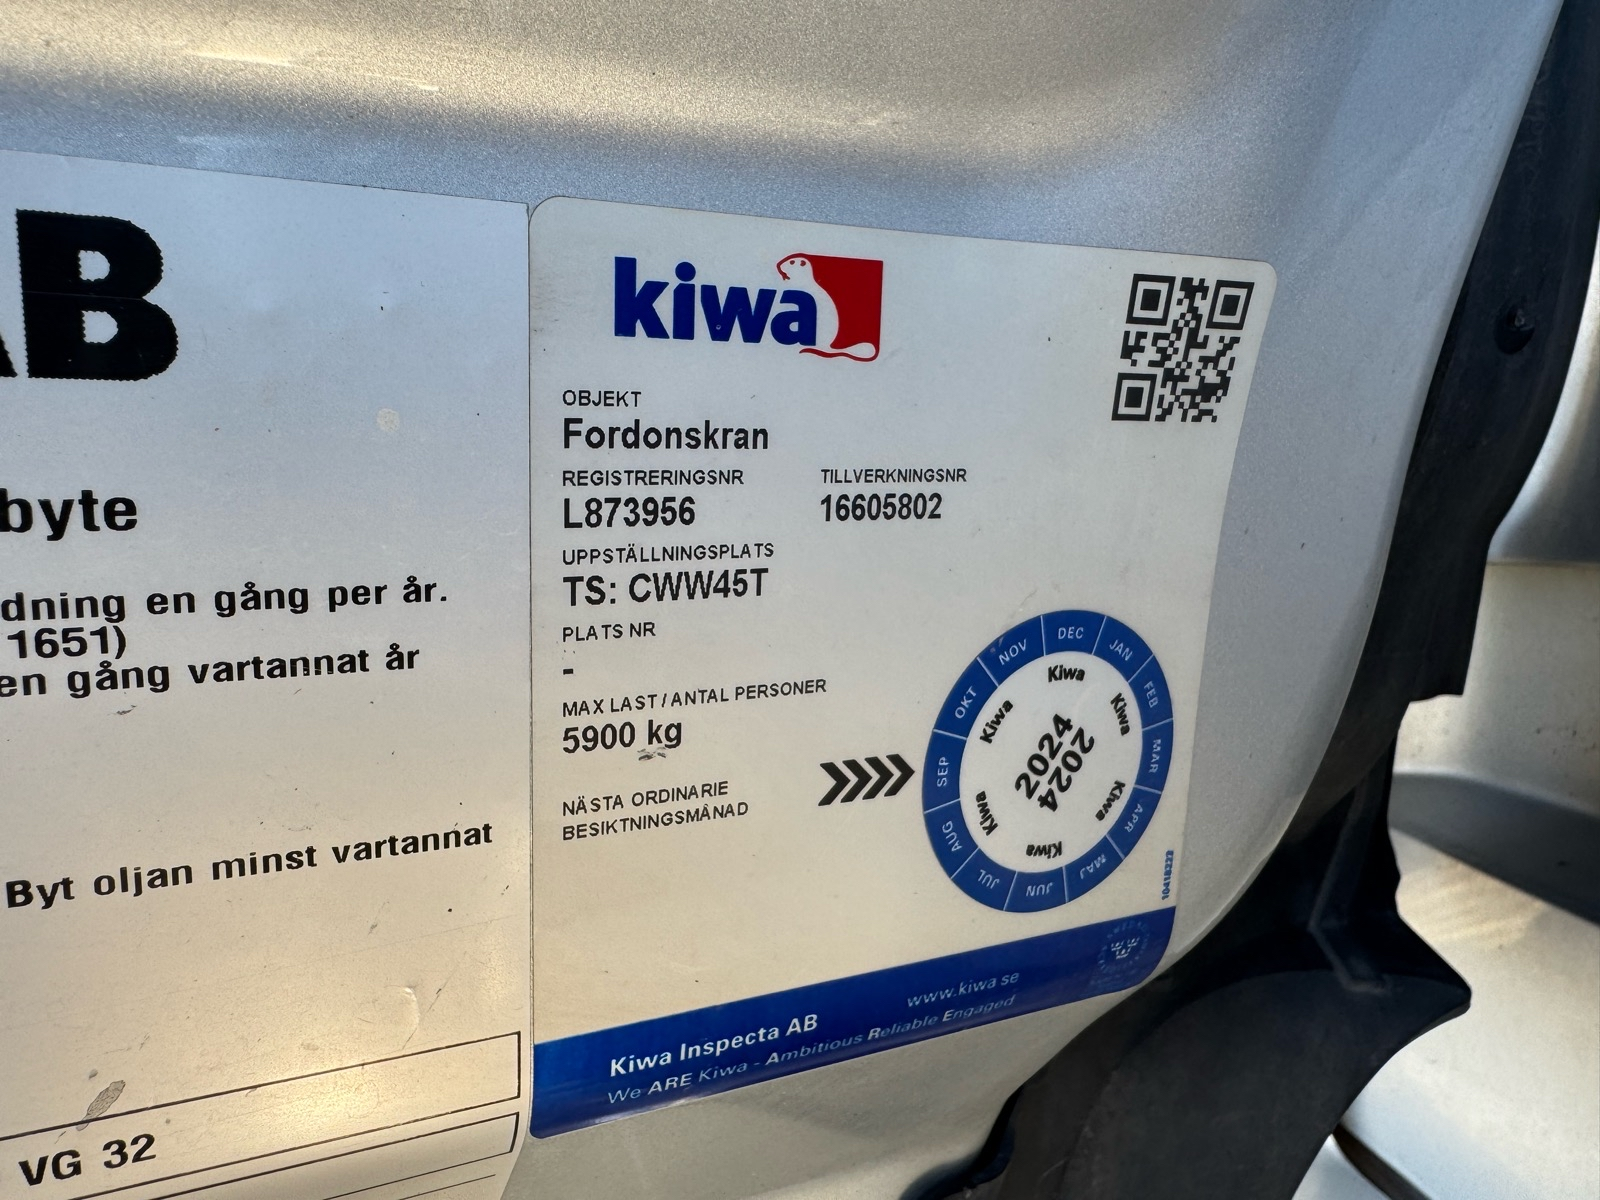 AB
byte
dning en gång per år.
1651)
en gång vartannat år
Byt oljan minst vartannat
VG 32
kiwa
OBJEKT
Fordonskran
REGISTRERINGSNR TILLVERKNINGSNR
L873956 16605802
UPPSTÄLLNINGSPLATS
TS: CWW45T
PLATS NR
-
MAX LAST/ANTAL PERSONER
5900 kg
NÄSTA ORDINARIE
BESIKTNINGSMÅNAD
DEC
JAN
FEB
MAR
APR
MAJ
JUN
JUL
AUG
SEP
OKT
NOV
Kiwa
Kiwa
Kiwa
Kiwa
Kiwa
Kiwa
2024
2024
www.kiwa.se
Kiwa Inspecta AB
We ARE Kiwa - Ambitious Reliable Engaged